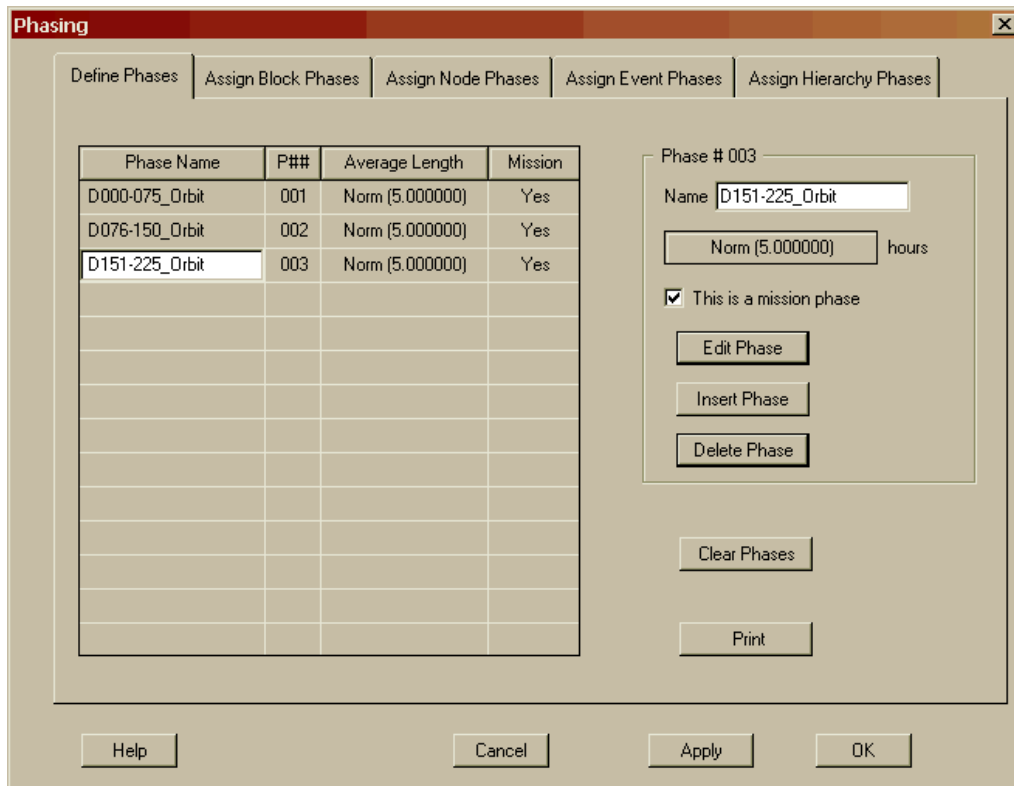 Phasing
Define Phases
Assign Block Phases
Assign Node Phases
Assign Event Phases
Assign Hierarchy Phases
Phase Name P## Average Length Mission
D000-075_Orbit 001 Norm (5.000000) Yes
D076-150_Orbit 002 Norm (5.000000) Yes
D151-225_Orbit 003 Norm (5.000000) Yes
Phase # 003
Name D151-225_Orbit
Norm (5.000000) hours
This is a mission phase
Edit Phase
Insert Phase
Delete Phase
Clear Phases
Print
Help
Cancel
Apply
OK